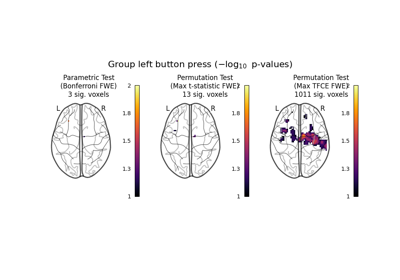 Group left button press (−log₁₀ p-values)
Parametric Test
(Bonferroni FWE)
3 sig. voxels
Permutation Test
(Max t-statistic FWE)
13 sig. voxels
Permutation Test
(Max TFCE FWE)
1011 sig. voxels
L R
2
1.8
1.5
1.3
1
L R
2
1.8
1.5
1.3
1
L R
2
1.8
1.5
1.3
1